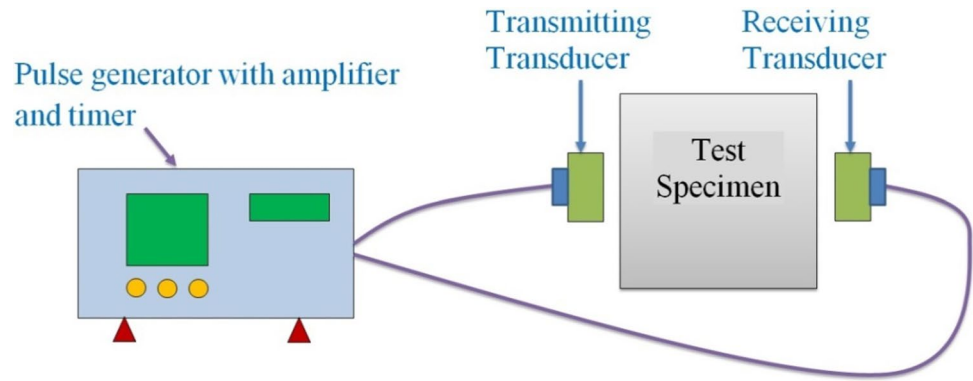 Transmitting
Transducer
Receiving
Transducer
Pulse generator with amplifier
and timer
Test
Specimen